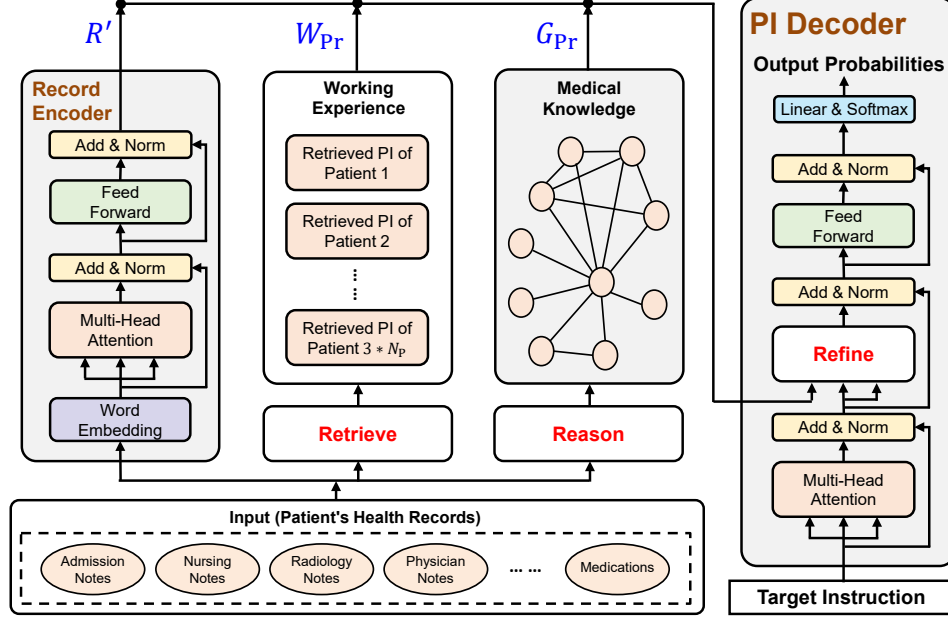 R′
W_Pr
G_Pr
Record
Encoder
Add & Norm
Feed
Forward
Add & Norm
Multi-Head
Attention
Word
Embedding
Working
Experience
Retrieved PI of
Patient 1
Retrieved PI of
Patient 2
Retrieved PI of
Patient 3 * N_P
Retrieve
Medical
Knowledge
Reason
Input (Patient's Health Records)
Admission
Notes
Nursing
Notes
Radiology
Notes
Physician
Notes
... ...
Medications
PI Decoder
Output Probabilities
Linear & Softmax
Add & Norm
Feed
Forward
Add & Norm
Refine
Add & Norm
Multi-Head
Attention
Target Instruction